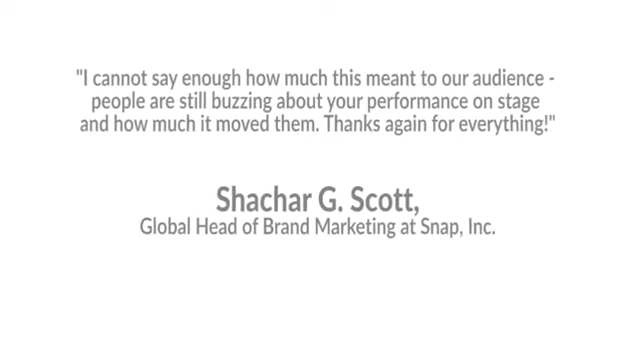 "I cannot say enough how much this meant to our audience -
people are still buzzing about your performance on stage
and how much it moved them. Thanks again for everything!"
Shachar G. Scott,
Global Head of Brand Marketing at Snap, Inc.